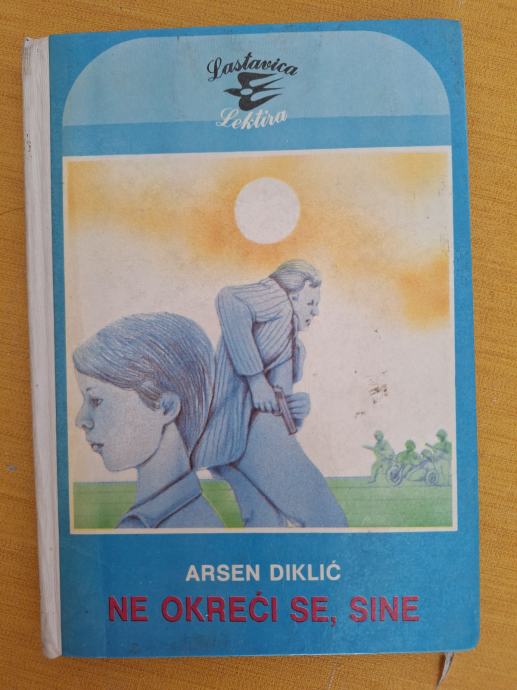 Lastavica
Lektira
ARSEN DIKLIĆ
NE OKREĆI SE, SINE